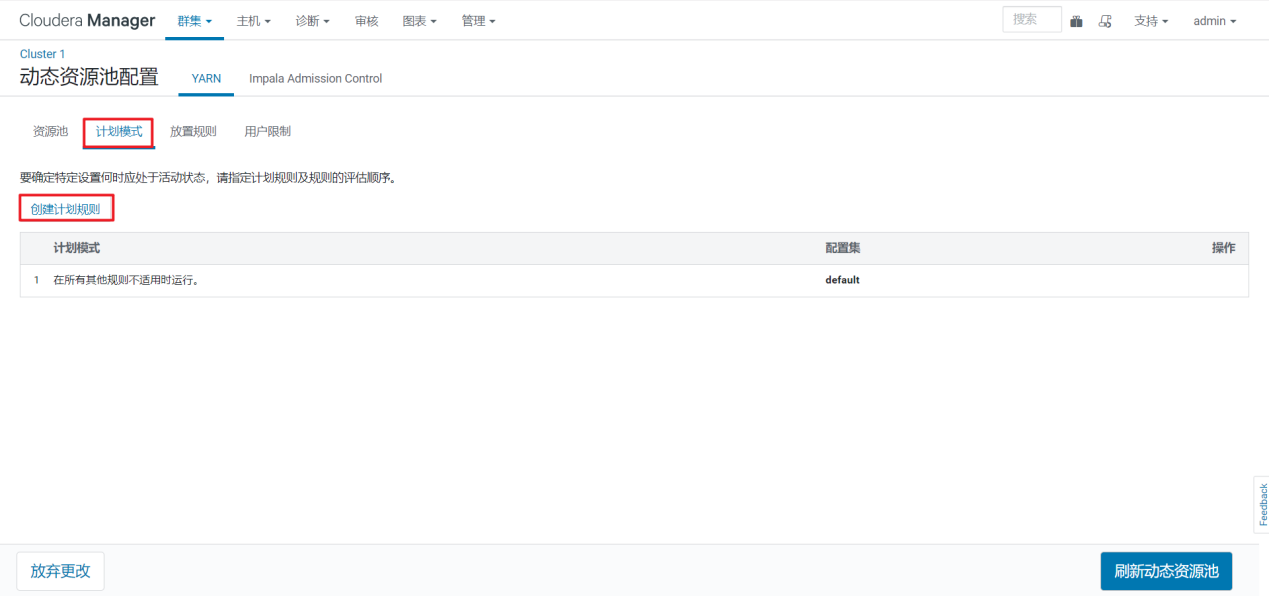 Cloudera Manager 群集 主机 诊断 审核 图表 管理 搜索 支持 admin
Cluster 1
动态资源池配置 YARN Impala Admission Control
资源池 计划模式 放置规则 用户限制
要确定特定设置何时应处于活动状态，请指定计划规则及规则的评估顺序。
创建计划规则
计划模式 配置集 操作
1 在所有其他规则不适用时运行。 default
Feedback
放弃更改 刷新动态资源池